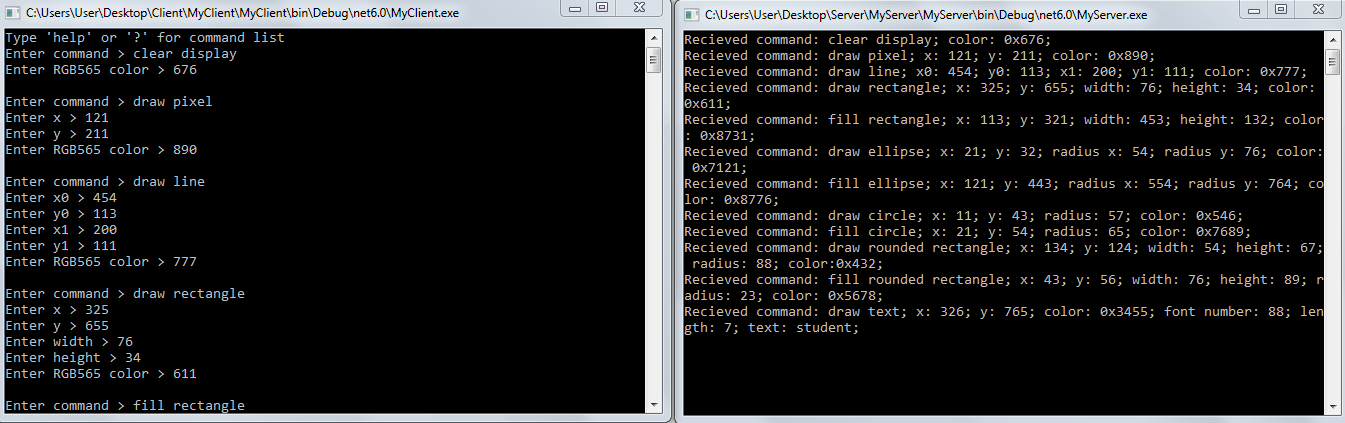 C:\Users\User\Desktop\Client\MyClient\MyClient\bin\Debug\net6.0\MyClient.exe
Type 'help' or '?' for command list
Enter command > clear display
Enter RGB565 color > 676
Enter command > draw pixel
Enter x > 121
Enter y > 211
Enter RGB565 color > 890
Enter command > draw line
Enter x0 > 454
Enter y0 > 113
Enter x1 > 200
Enter y1 > 111
Enter RGB565 color > 777
Enter command > draw rectangle
Enter x > 325
Enter y > 655
Enter width > 76
Enter height > 34
Enter RGB565 color > 611
Enter command > fill rectangle
C:\Users\User\Desktop\Server\MyServer\MyServer\bin\Debug\net6.0\MyServer.exe
Recieved command: clear display; color: 0x676;
Recieved command: draw pixel; x: 121; y: 211; color: 0x890;
Recieved command: draw line; x0: 454; y0: 113; x1: 200; y1: 111; color: 0x777;
Recieved command: draw rectangle; x: 325; y: 655; width: 76; height: 34; color:
0x611;
Recieved command: fill rectangle; x: 113; y: 321; width: 453; height: 132; color
: 0x8731;
Recieved command: draw ellipse; x: 21; y: 32; radius x: 54; radius y: 76; color:
0x7121;
Recieved command: fill ellipse; x: 121; y: 443; radius x: 554; radius y: 764; co
lor: 0x8776;
Recieved command: draw circle; x: 11; y: 43; radius: 57; color: 0x546;
Recieved command: fill circle; x: 21; y: 54; radius: 65; color: 0x7689;
Recieved command: draw rounded rectangle; x: 134; y: 124; width: 54; height: 67;
radius: 88; color:0x432;
Recieved command: fill rounded rectangle; x: 43; y: 56; width: 76; height: 89; r
adius: 23; color: 0x5678;
Recieved command: draw text; x: 326; y: 765; color: 0x3455; font number: 88; len
gth: 7; text: student;